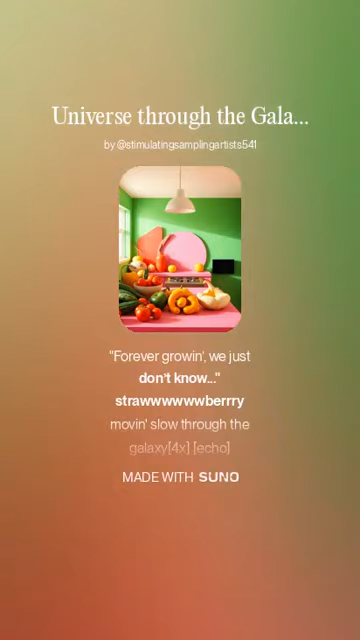 Universe through the Gala...
by @stimulatingsamplingartists541
"Forever growin', we just
don't know..."
strawwwwwwberrry
movin' slow through the
galaxy[4x] [echo]
MADE WITH SUNO